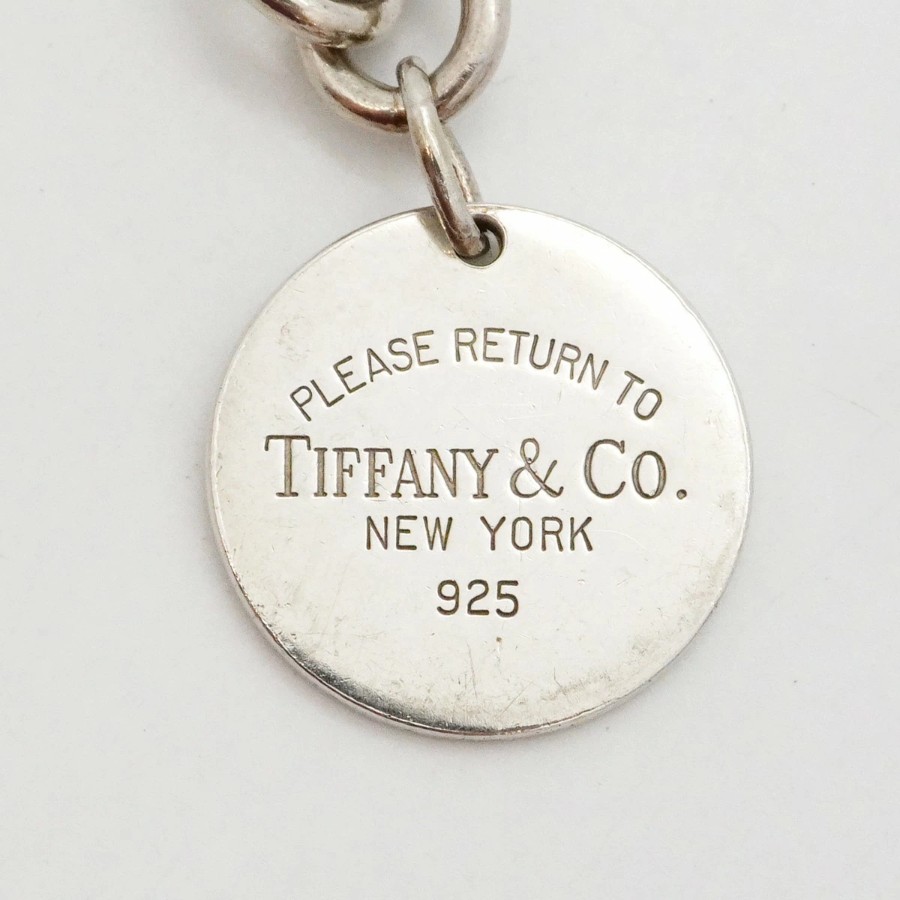 PLEASE RETURN TO
TIFFANY & CO.
NEW YORK
925